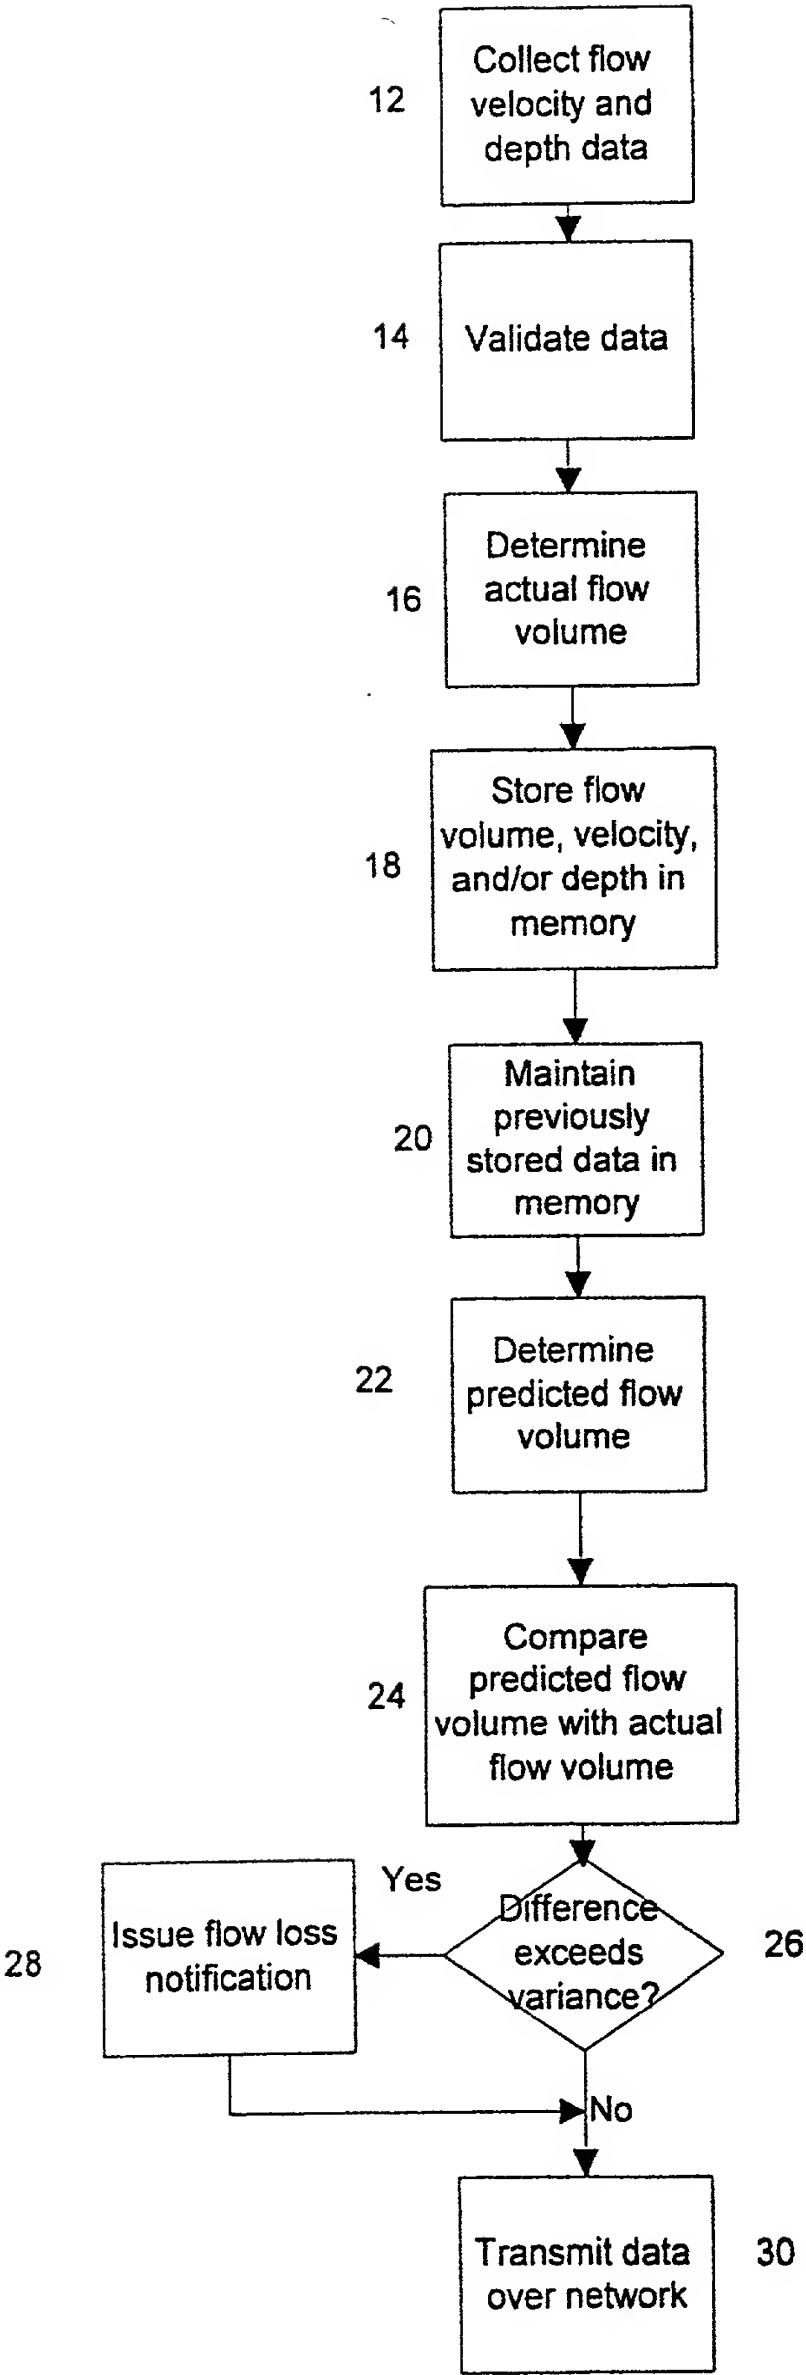 12
Collect flow
velocity and
depth data
14
Validate data
16
Determine
actual flow
volume
18
Store flow
volume, velocity,
and/or depth in
memory
20
Maintain
previously
stored data in
memory
22
Determine
predicted flow
volume
24
Compare
predicted flow
volume with actual
flow volume
Yes
Difference
exceeds
variance?
26
28
Issue flow loss
notification
No
Transmit data
over network
30